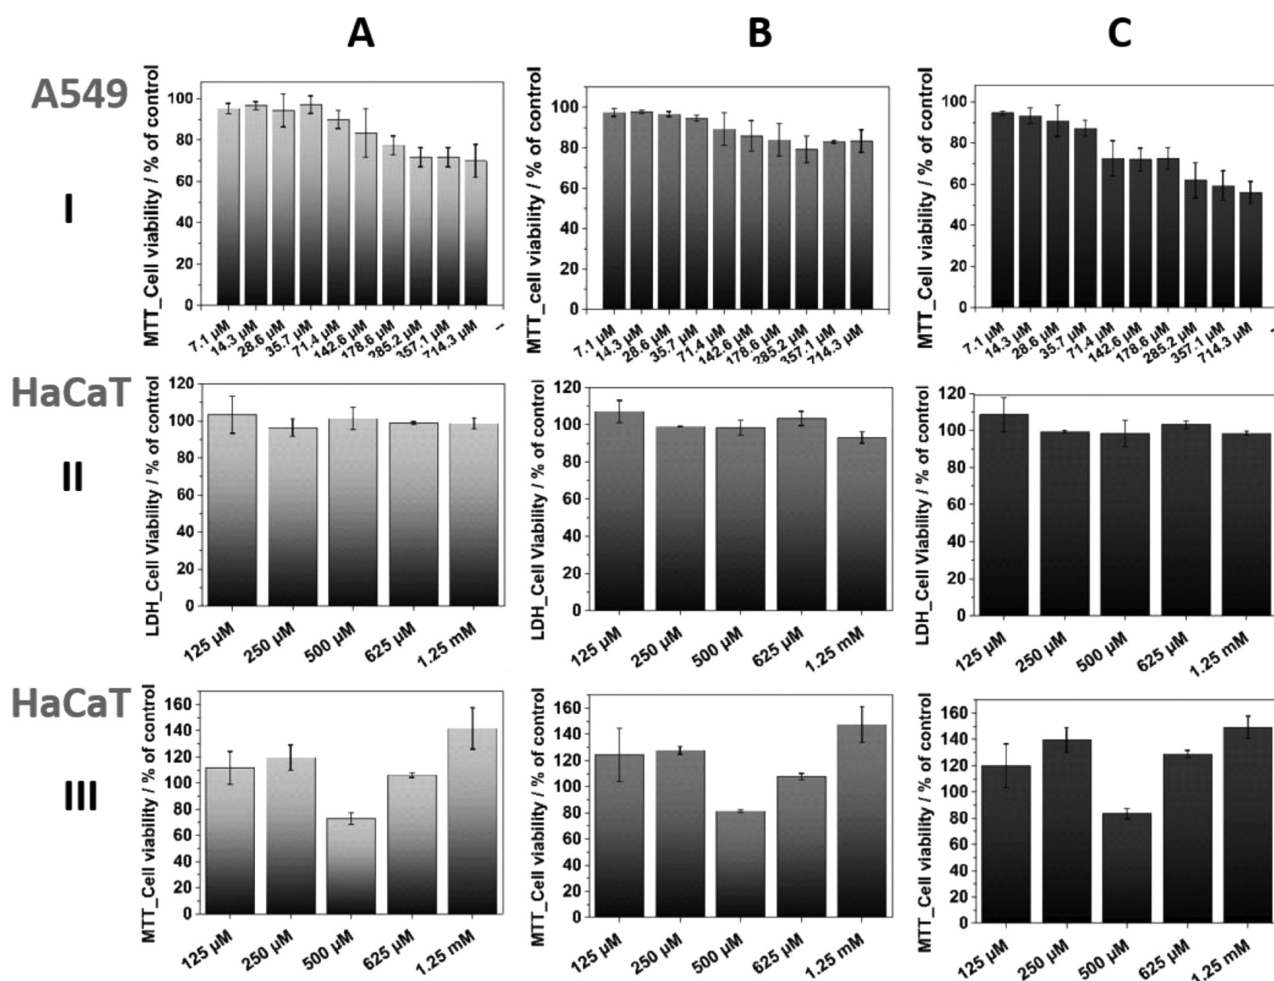 A B C
A549
I
MTT_Cell viability / % of control
100
80
60
40
20
0
7.1 µM 14.3 µM 28.6 µM 35.7 µM 71.4 µM 142.6 µM 178.6 µM 285.2 µM 357.1 µM 714.3 µM --
MTT_cell viability / % of control
100
80
60
40
20
0
7.1 µM 14.3 µM 28.6 µM 35.7 µM 71.4 µM 142.6 µM 178.6 µM 285.2 µM 357.1 µM 714.3 µM
MTT_Cell viability / % of control
100
80
60
40
20
0
7.1 µM 14.3 µM 28.6 µM 35.7 µM 71.4 µM 142.6 µM 178.6 µM 285.2 µM 357.1 µM 714.3 µM --
HaCaT
II
LDH_Cell Viability / % of control
120
100
80
60
40
20
0
125 µM 250 µM 500 µM 625 µM 1.25 mM
LDH_Cell Viability / % of control
120
100
80
60
40
20
0
125 µM 250 µM 500 µM 625 µM 1.25 mM
LDH_Cell Viability / % of control
120
100
80
60
40
20
0
125 µM 250 µM 500 µM 625 µM 1.25 mM
HaCaT
III
MTT_Cell viability / % of control
160
140
120
100
80
60
40
20
0
125 µM 250 µM 500 µM 625 µM 1.25 mM
MTT_Cell viability / % of control
160
140
120
100
80
60
40
20
0
125 µM 250 µM 500 µM 625 µM 1.25 mM
MTT_Cell viability / % of control
160
140
120
100
80
60
40
20
0
125 µM 250 µM 500 µM 625 µM 1.25 mM